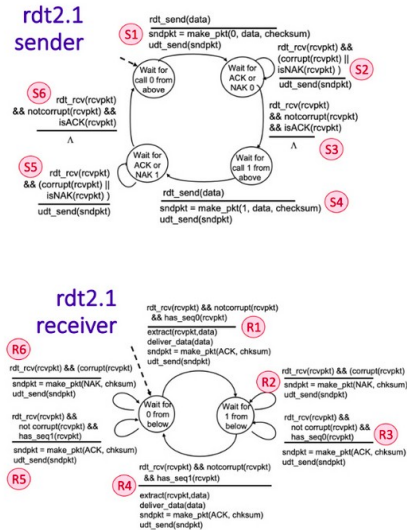 rdt2.1
sender
S1
rdt_send(data)
sndpkt = make_pkt(0, data, checksum)
udt_send(sndpkt)
Wait for
call 0 from
above
Wait for
ACK or
NAK 0
rdt_rcv(rcvpkt) &&
(corrupt(rcvpkt) ||
isNAK(rcvpkt) )
udt_send(sndpkt)
S2
S6
rdt_rcv(rcvpkt)
&& notcorrupt(rcvpkt) &&
isACK(rcvpkt)
Λ
rdt_rcv(rcvpkt)
&& notcorrupt(rcvpkt)
&& isACK(rcvpkt)
Λ
S3
S5
rdt_rcv(rcvpkt)
&& (corrupt(rcvpkt) ||
isNAK(rcvpkt) )
udt_send(sndpkt)
Wait for
ACK or
NAK 1
Wait for
call 1 from
above
rdt_send(data)
sndpkt = make_pkt(1, data, checksum)
udt_send(sndpkt)
S4
rdt2.1
receiver
rdt_rcv(rcvpkt) && notcorrupt(rcvpkt)
&& has_seq0(rcvpkt)
extract(rcvpkt,data)
deliver_data(data)
sndpkt = make_pkt(ACK, chksum)
udt_send(sndpkt)
R1
R6
rdt_rcv(rcvpkt) && (corrupt(rcvpkt)
sndpkt = make_pkt(NAK, chksum)
udt_send(sndpkt)
R2
rdt_rcv(rcvpkt) && (corrupt(rcvpkt)
sndpkt = make_pkt(NAK, chksum)
udt_send(sndpkt)
Wait for
0 from
below
Wait for
1 from
below
rdt_rcv(rcvpkt) &&
not corrupt(rcvpkt) &&
has_seq1(rcvpkt)
sndpkt = make_pkt(ACK, chksum)
udt_send(sndpkt)
R5
rdt_rcv(rcvpkt) &&
not corrupt(rcvpkt) &&
has_seq0(rcvpkt)
sndpkt = make_pkt(ACK, chksum)
udt_send(sndpkt)
R3
R4
rdt_rcv(rcvpkt) && notcorrupt(rcvpkt)
&& has_seq1(rcvpkt)
extract(rcvpkt,data)
deliver_data(data)
sndpkt = make_pkt(ACK, chksum)
udt_send(sndpkt)